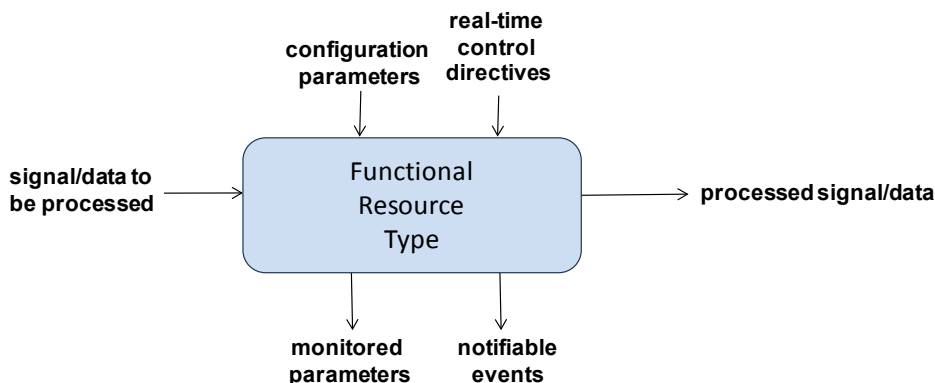 real-time
control
directives
configuration
parameters
signal/data to
be processed
Functional
Resource
Type
processed signal/data
monitored
parameters
notifiable
events